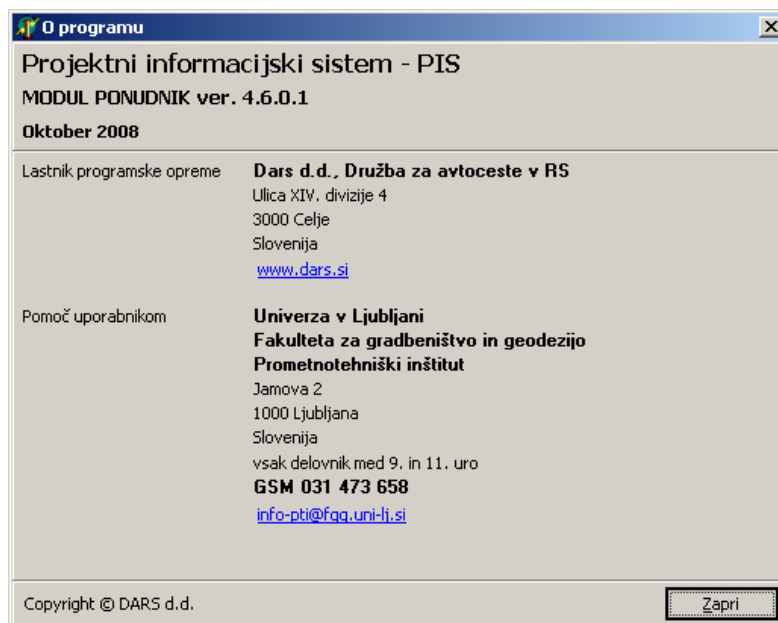 O programu
Projektni informacijski sistem - PIS
MODUL PONUDNIK ver. 4.6.0.1
Oktober 2008
Lastnik programske opreme
Dars d.d., Družba za avtoceste v RS
Ulica XIV. divizije 4
3000 Celje
Slovenija
www.dars.si
Pomoč uporabnikom
Univerza v Ljubljani
Fakulteta za gradbeništvo in geodezijo
Prometnotehniški inštitut
Jamova 2
1000 Ljubljana
Slovenija
vsak delovnik med 9. in 11. uro
GSM 031 473 658
info-pti@fgg.uni-lj.si
Copyright © DARS d.d.
Zapri